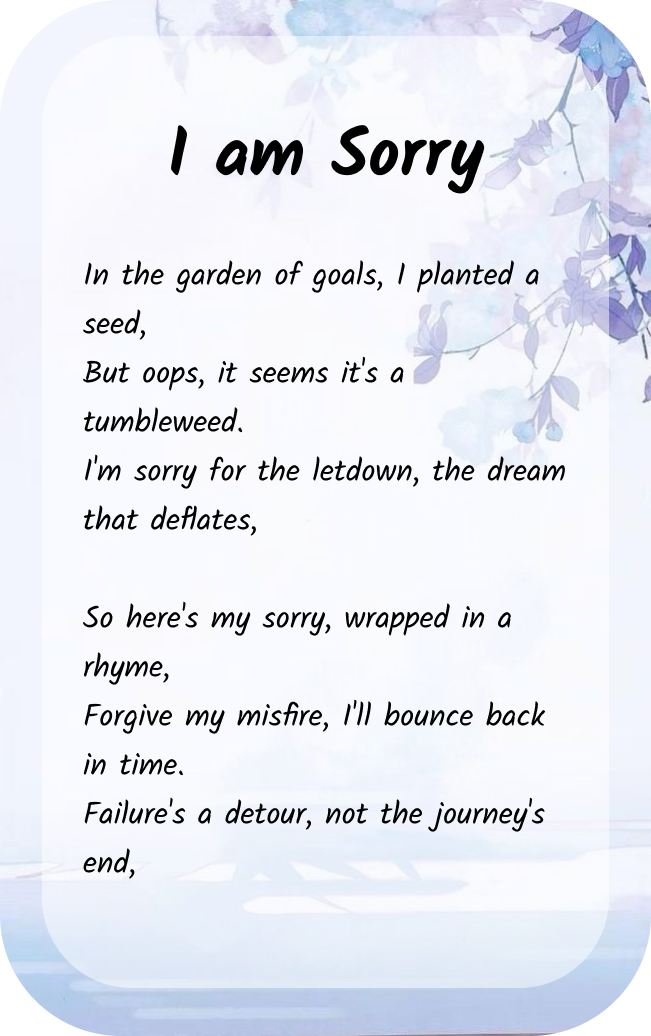 I am Sorry
In the garden of goals, I planted a
seed,
But oops, it seems it's a
tumbleweed.
I'm sorry for the letdown, the dream
that deflates,
So here's my sorry, wrapped in a
rhyme,
Forgive my misfire, I'll bounce back
in time.
Failure's a detour, not the journey's
end,